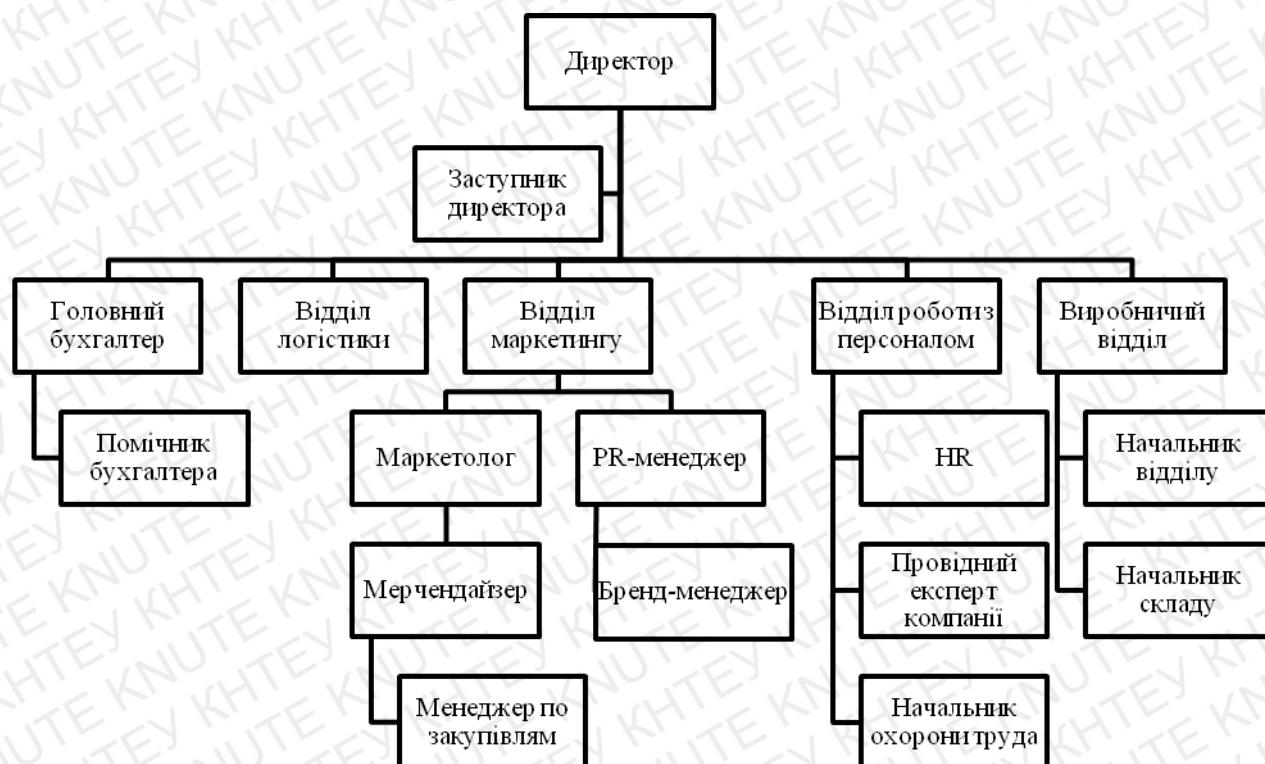 Директор
Заступник
директора
Головний
бухгалтер
Відділ
логістики
Відділ
маркетингу
Відділ роботи з
персоналом
Виробничий
відділ
Помічник
бухгалтера
Маркетолог
PR-менеджер
HR
Начальник
відділу
Мерчендайзер
Бренд-менеджер
Провідний
експерт
компанії
Начальник
складу
Менеджер по
закупівлям
Начальник
охорони труда